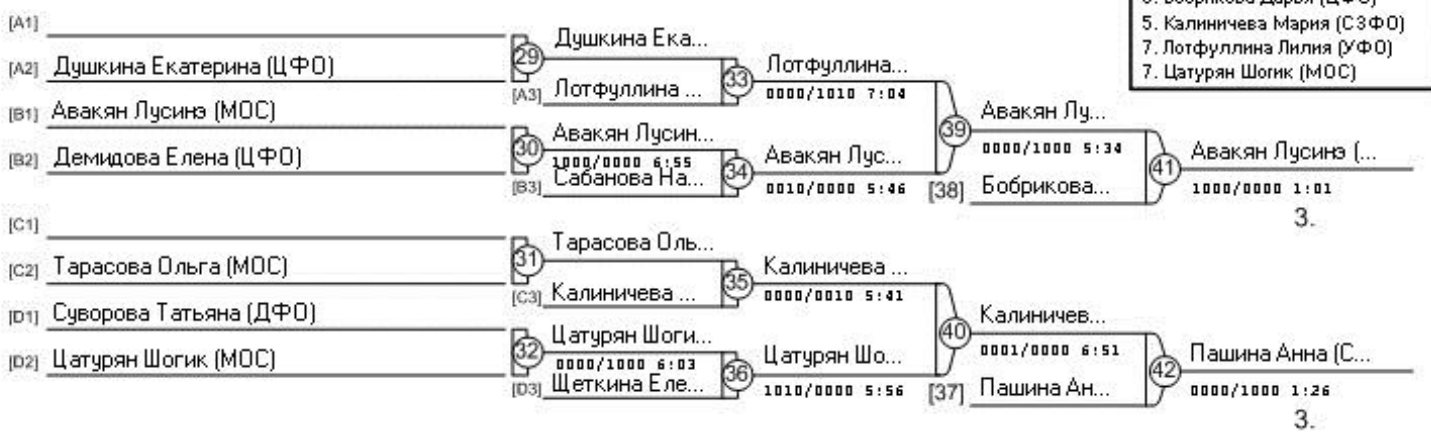 5. Калиничева Мария (СЗФО)
7. Лотфуллина Лилия (УФО)
7. Цатурян Шогик (МОС)
[A1]
[A2] Душкина Екатерина (ЦФО)
29 Душкина Ека...
[A3] Лотфуллина ...
33 Лотфуллина...
0000/1010 7:04
[B1] Авакян Лусинэ (МОС)
[B2] Демидова Елена (ЦФО)
30 Авакян Лусин...
1000/0000 6:55
[B3] Сабанова На...
34 Авакян Лус...
0010/0000 5:46
39 Авакян Лу...
0000/1000 5:34
[38] Бобрикова...
41 Авакян Лусинэ (...
1000/0000 1:01
3.
[C1]
[C2] Тарасова Ольга (МОС)
31 Тарасова Оль...
[C3] Калиничева ...
35 Калиничева ...
0000/0010 5:41
[D1] Суворова Татьяна (ДФО)
[D2] Цатурян Шогик (МОС)
32 Цатурян Шоги...
0000/1000 6:03
[D3] Щеткина Еле...
36 Цатурян Шо...
1010/0000 5:56
40 Калиничев...
0001/0000 6:51
[37] Пашина Ан...
42 Пашина Анна (С...
0000/1000 1:26
3.